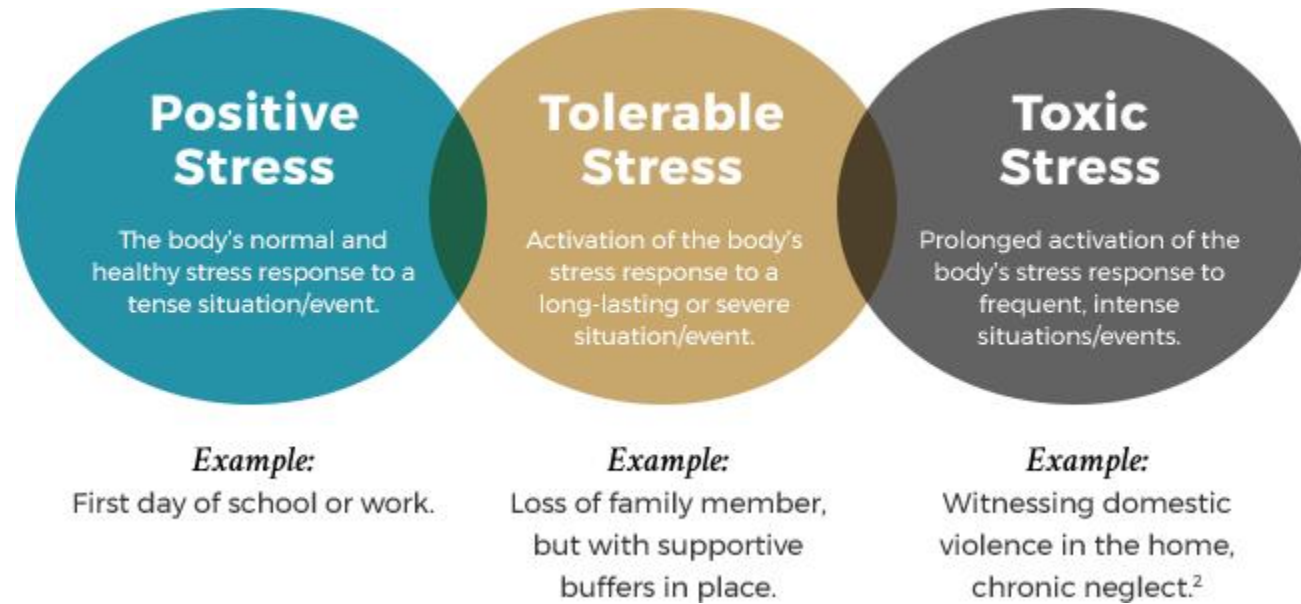 Positive
Stress
The body's normal and
healthy stress response to a
tense situation/event.
Example:
First day of school or work.
Tolerable
Stress
Activation of the body's
stress response to a
long-lasting or severe
situation/event.
Example:
Loss of family member,
but with supportive
buffers in place.
Toxic
Stress
Prolonged activation of the
body's stress response to
frequent, intense
situations/events.
Example:
Witnessing domestic
violence in the home,
chronic neglect.²